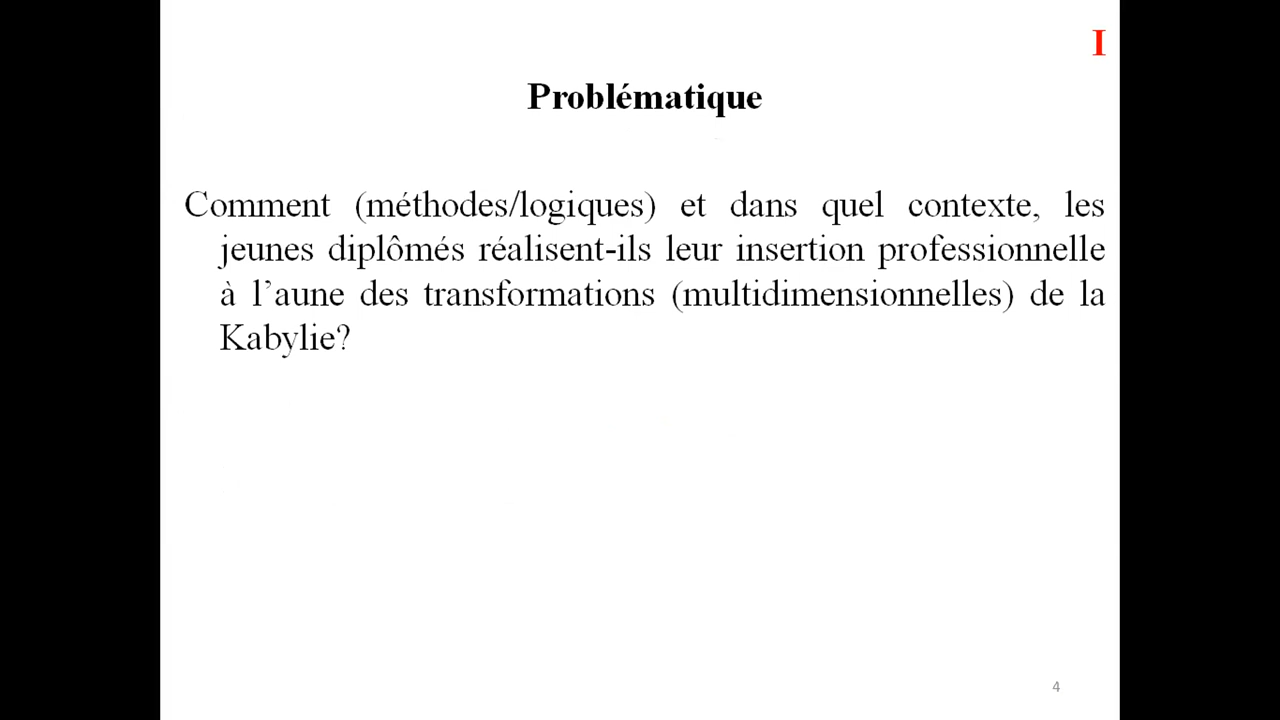 I
Problématique
Comment (méthodes/logiques) et dans quel contexte, les
jeunes diplômés réalisent-ils leur insertion professionnelle
à l’aune des transformations (multidimensionnelles) de la
Kabylie?
4